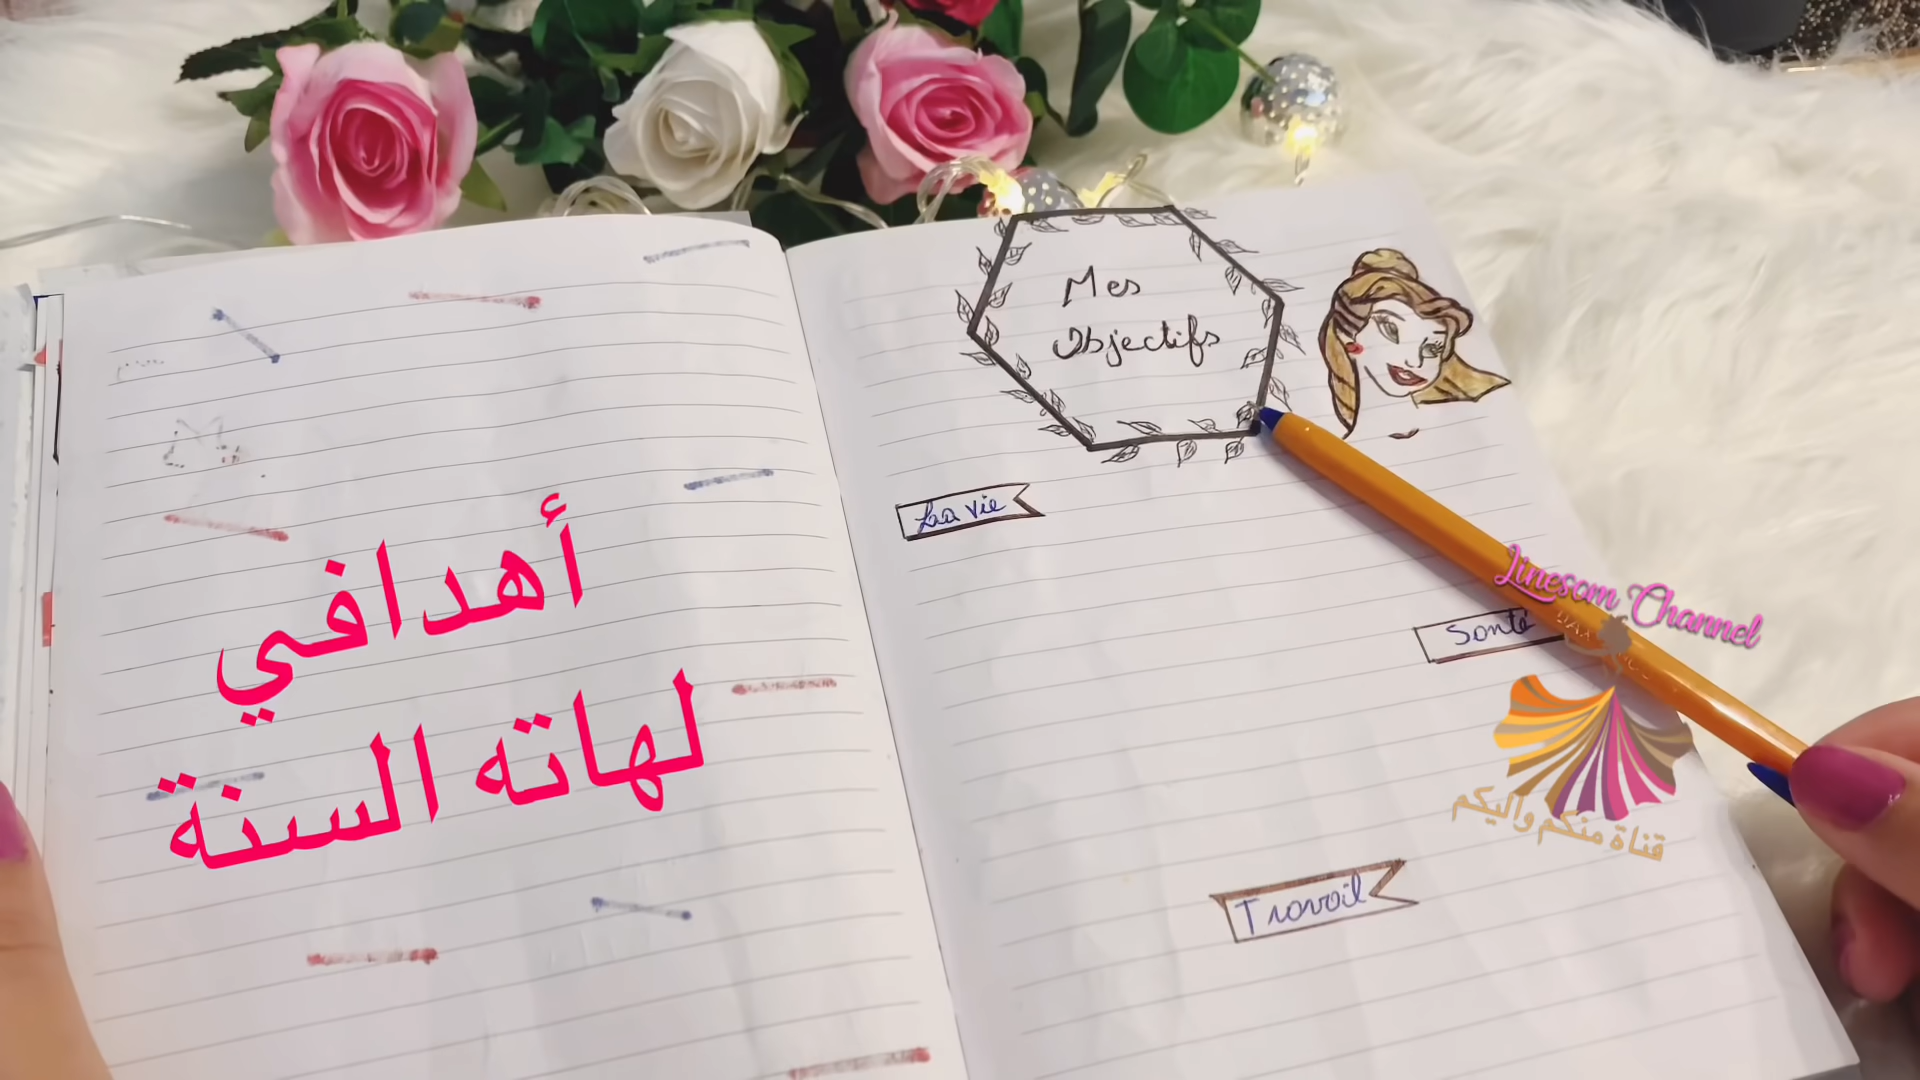 Mes
Objectifs
La vie
أهدافي
لهاته السنة
Linesom Channel
Santé
قناة منكم واليكم
Travail